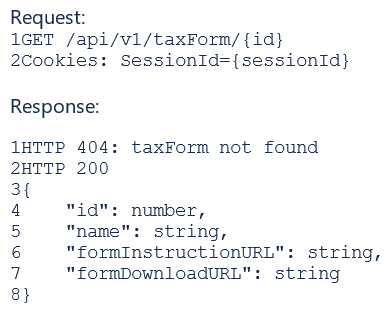 Request:
1GET /api/v1/taxForm/{id}
2Cookies: SessionId={sessionId}
Response:
1HTTP 404: taxForm not found
2HTTP 200
3{
4    "id": number,
5    "name": string,
6    "formInstructionURL": string,
7    "formDownloadURL": string
8}